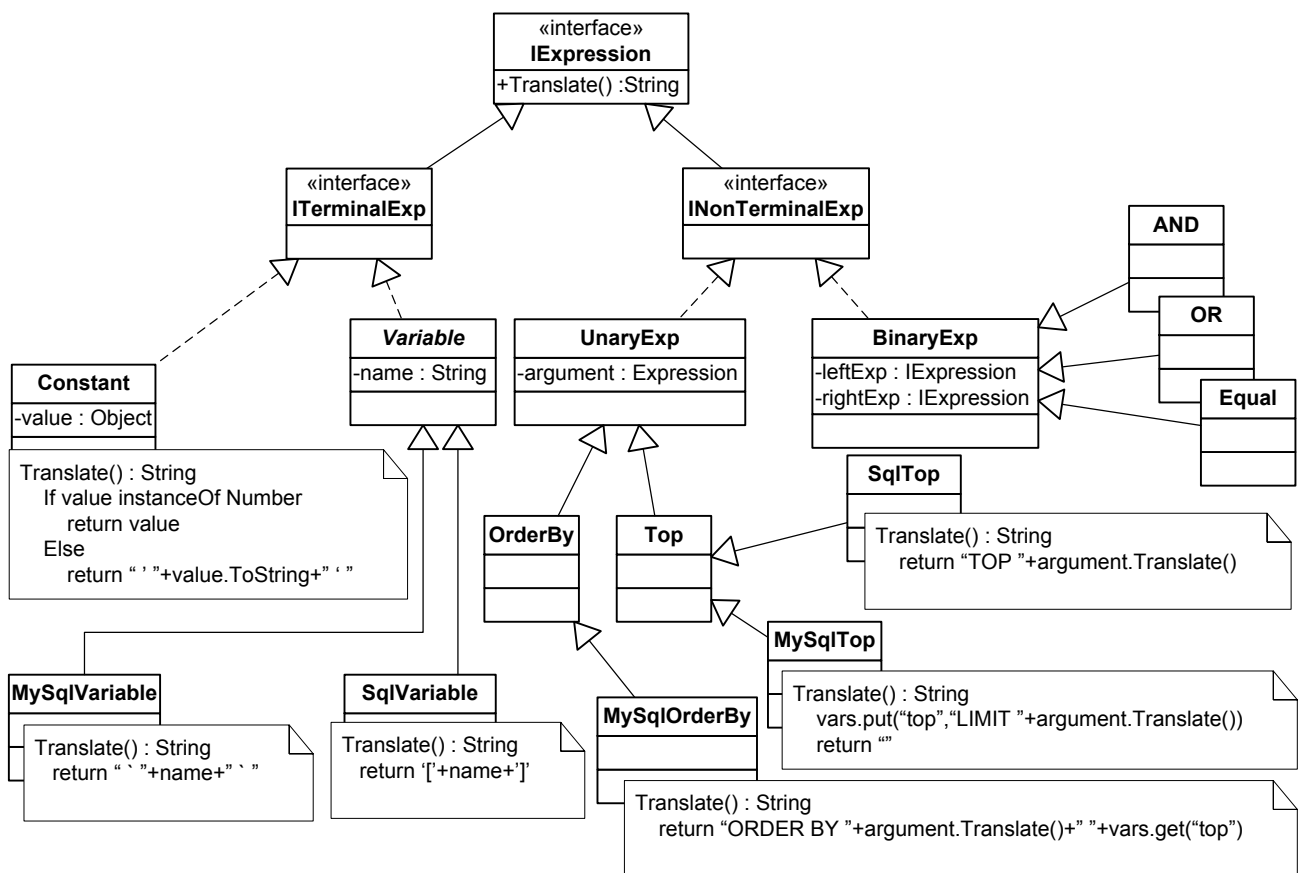 «interface»
IExpression
+Translate() :String
«interface»
ITerminalExp
«interface»
INonTerminalExp
AND
OR
Equal
Variable
-name : String
UnaryExp
-argument : Expression
BinaryExp
-leftExp : IExpression
-rightExp : IExpression
Constant
-value : Object
Translate() : String
If value instanceOf Number
return value
Else
return “ ’ ”+value.ToString+” ‘ ”
OrderBy
Top
SqlTop
Translate() : String
return “TOP ”+argument.Translate()
MySqlTop
Translate() : String
vars.put(“top”,“LIMIT ”+argument.Translate())
return “”
MySqlVariable
Translate() : String
return “ ` ”+name+” ` ”
SqlVariable
Translate() : String
return ‘[’+name+’]’
MySqlOrderBy
Translate() : String
return “ORDER BY ”+argument.Translate()+” ”+vars.get(“top”)